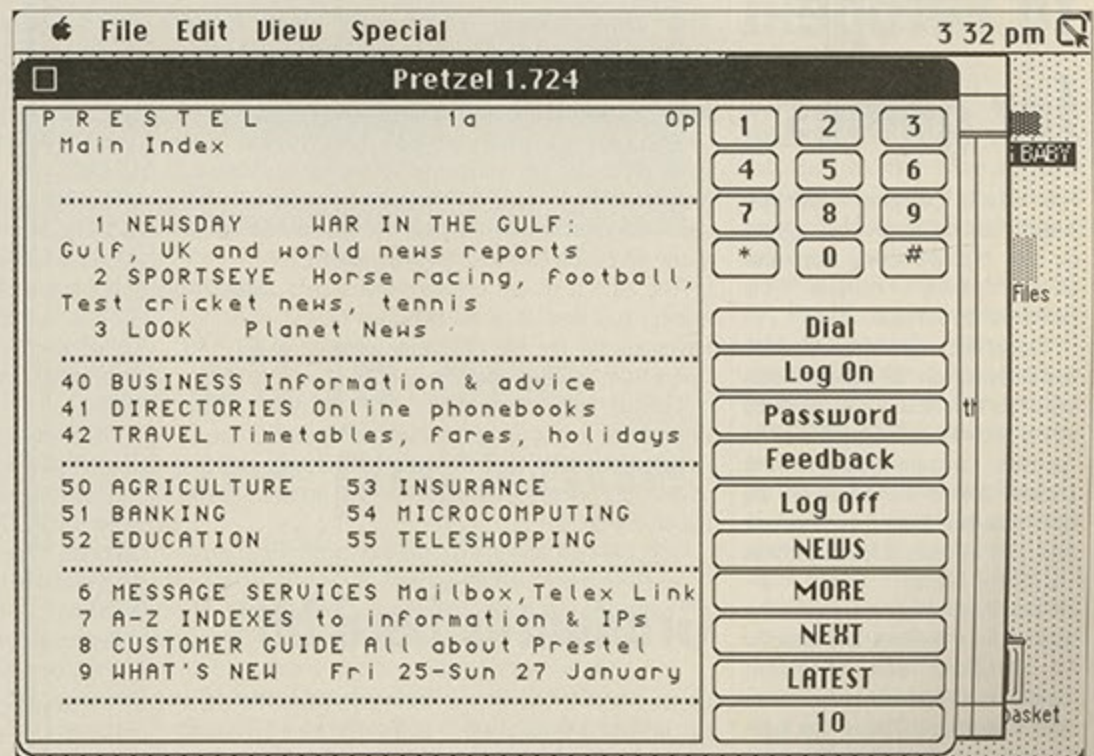 File Edit View Special 3 32 pm
Pretzel 1.724
P R E S T E L 1a 0p
Main Index
1 NEWSDAY WAR IN THE GULF:
Gulf, UK and world news reports
2 SPORTSEYE Horse racing, football,
Test cricket news, tennis
3 LOOK Planet News
40 BUSINESS Information & advice
41 DIRECTORIES Online phonebooks
42 TRAVEL Timetables, fares, holidays
50 AGRICULTURE 53 INSURANCE
51 BANKING 54 MICROCOMPUTING
52 EDUCATION 55 TELESHOPPING
6 MESSAGE SERVICES Mailbox,Telex Link
7 A-Z INDEXES to information & IPs
8 CUSTOMER GUIDE All about Prestel
9 WHAT'S NEW Fri 25-Sun 27 January
1 2 3
4 5 6
7 8 9
* 0 #
Dial
Log On
Password
Feedback
Log Off
NEWS
MORE
NEXT
LATEST
10
BABY
Files
th
basket